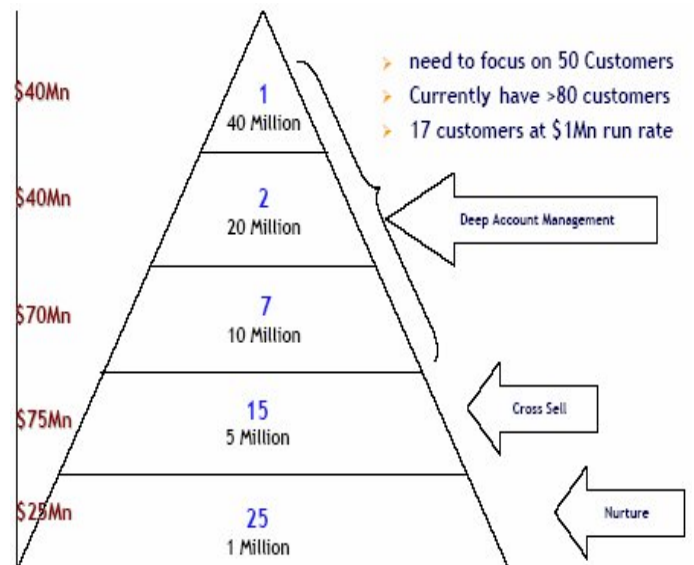 need to focus on 50 Customers
Currently have >80 customers
17 customers at $1Mn run rate
$40Mn
1
40 Million
$40Mn
2
20 Million
Deep Account Management
$70Mn
7
10 Million
$75Mn
15
5 Million
Cross Sell
$25Mn
25
1 Million
Nurture